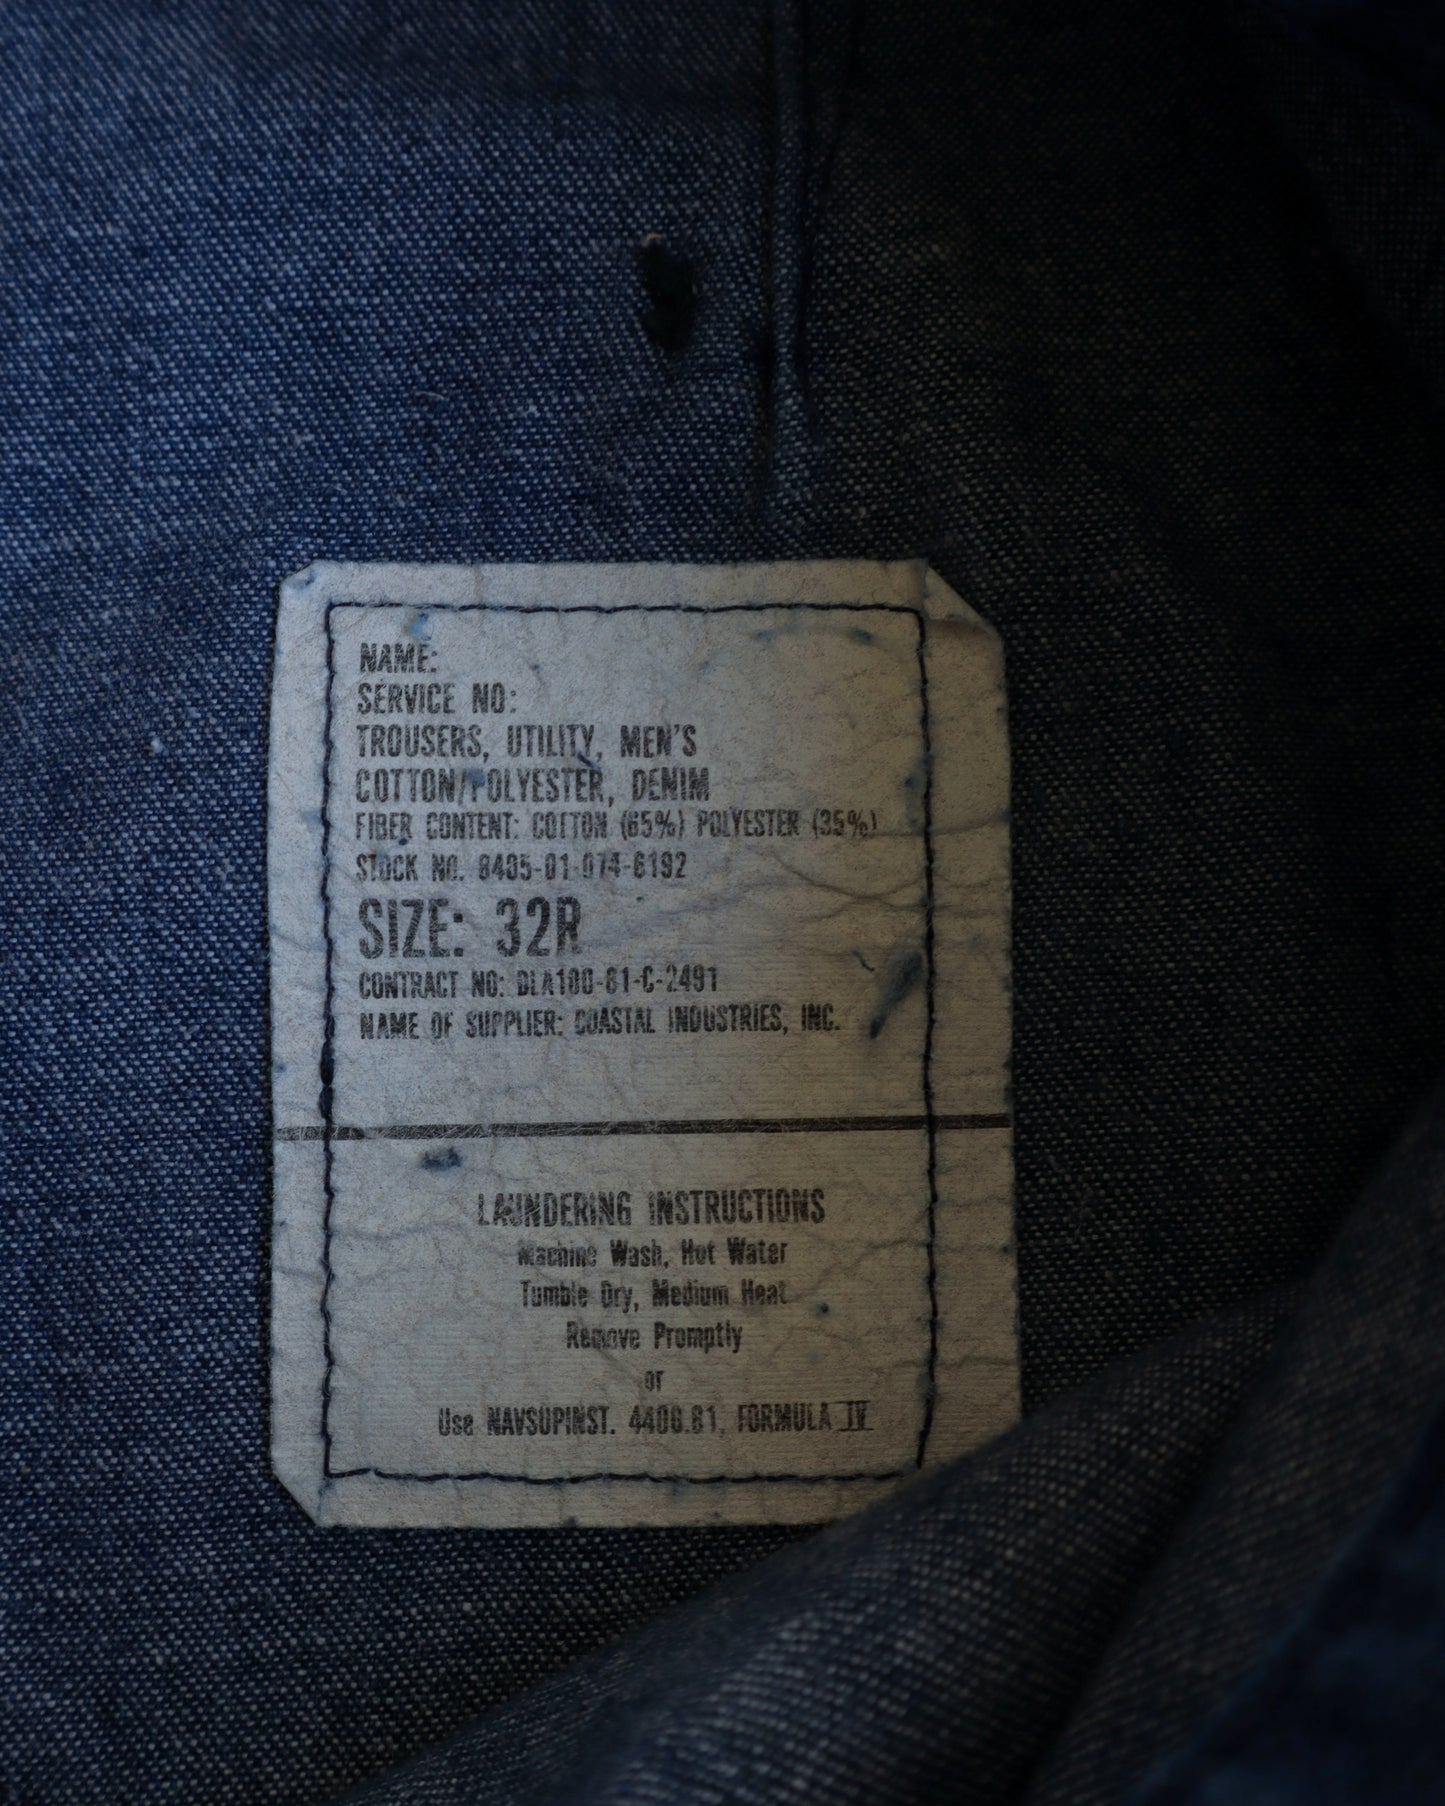 NAME:
SERVICE NO:
TROUSERS, UTILITY, MEN'S
COTTON/POLYESTER, DENIM
FIBER CONTENT: COTTON (65%) POLYESTER (35%)
STOCK NO. 8405-01-074-6192
SIZE: 32R
CONTRACT NO: DLA100-81-C-2491
NAME OF SUPPLIER: COASTAL INDUSTRIES, INC.
LAUNDERING INSTRUCTIONS
Machine Wash, Hot Water
Tumble Dry, Medium Heat
Remove Promptly
or
Use NAVSUPINST. 4400.81, FORMULA IV